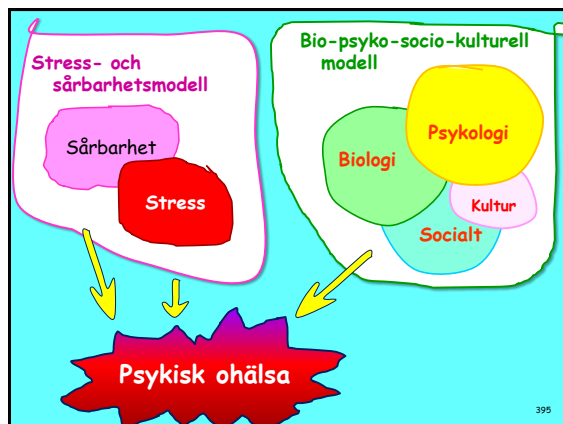 Stress- och
sårbarhetsmodell
Sårbarhet
Stress
Bio-psyko-socio-kulturell
modell
Psykologi
Biologi
Kultur
Socialt
Psykisk ohälsa
395